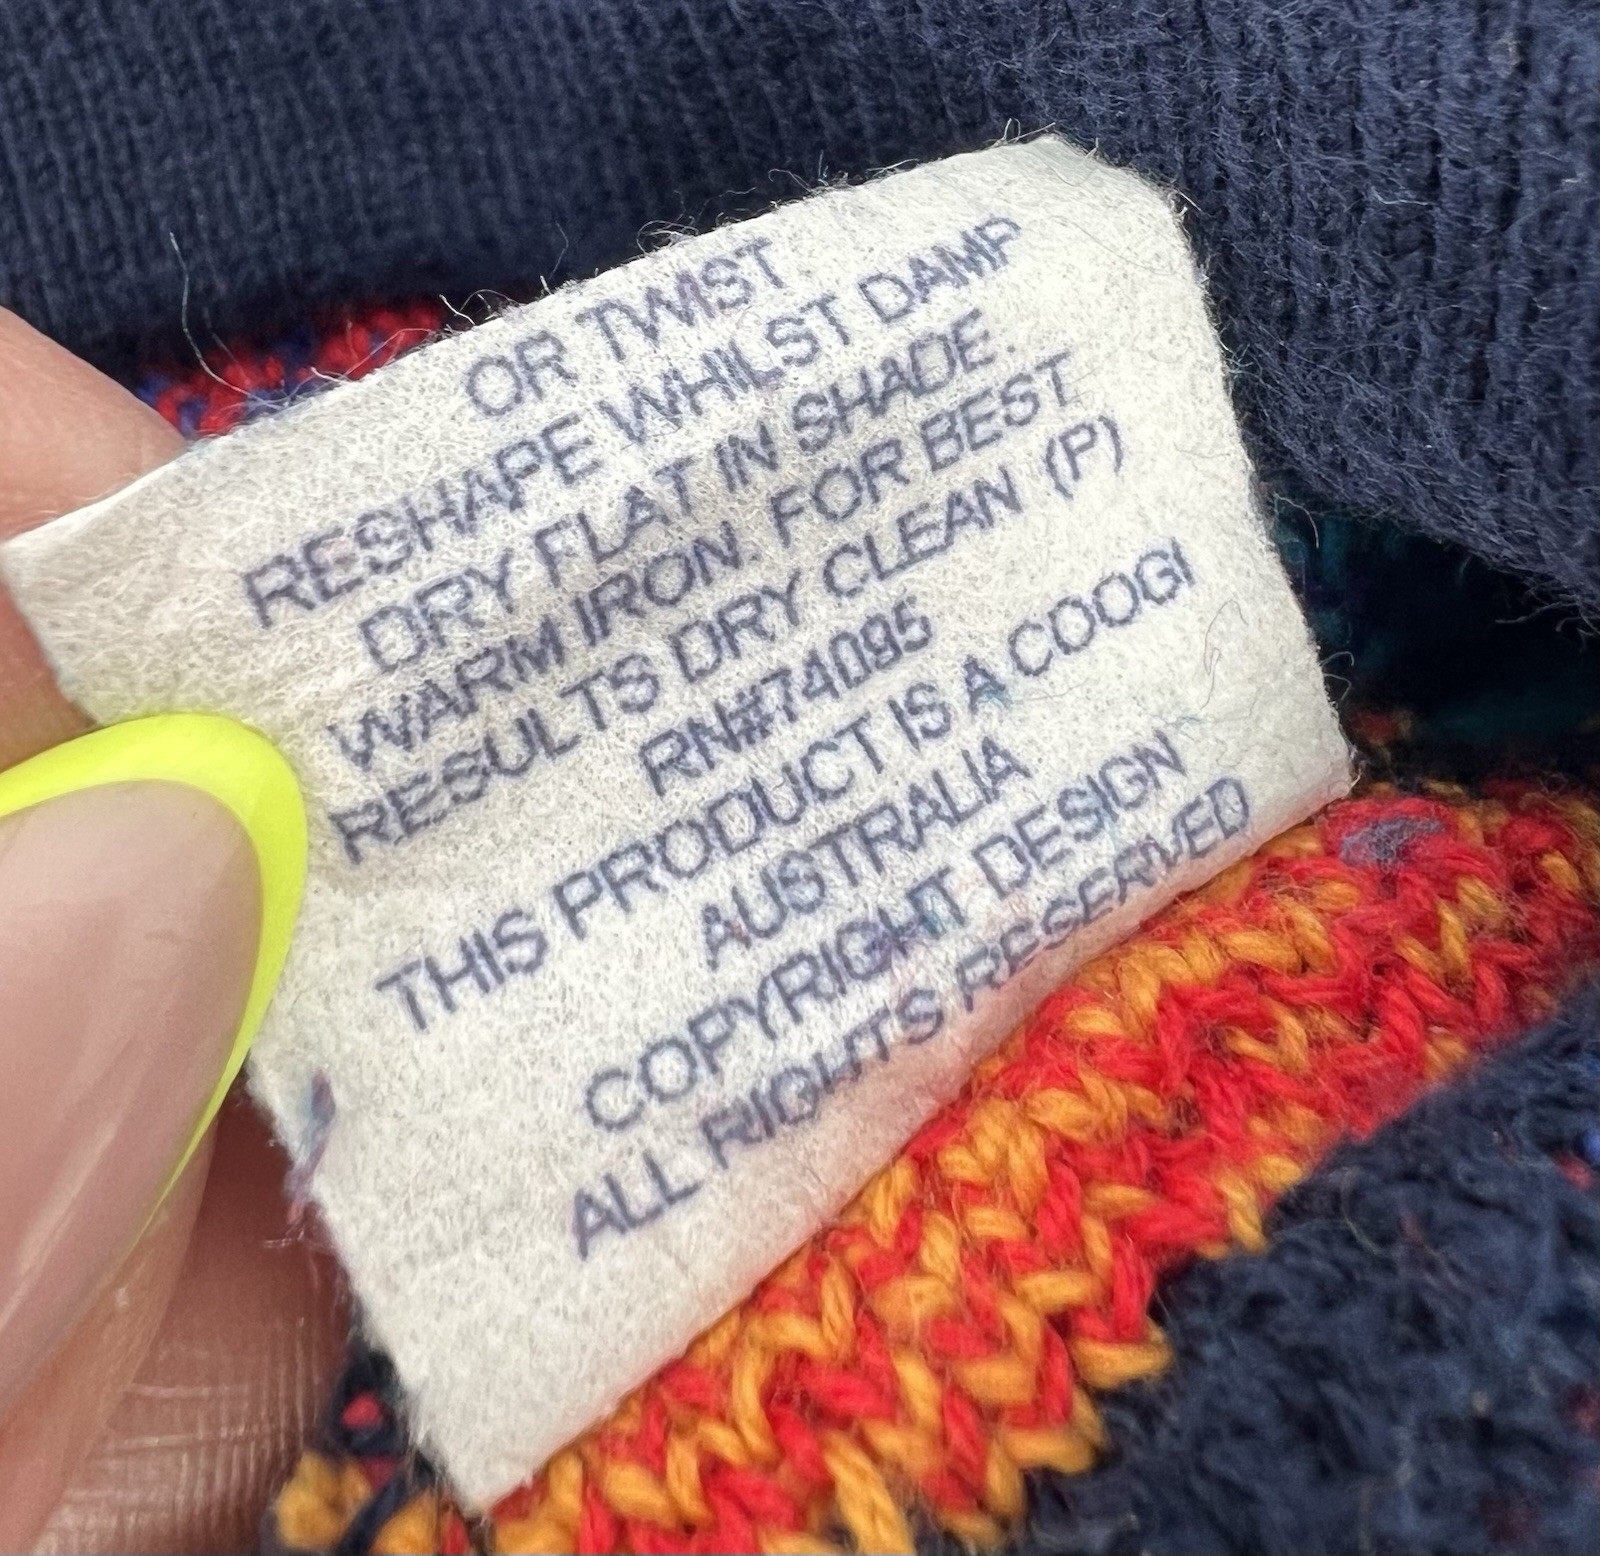 OR TWIST
RESHAPE WHILST DAMP
DRY FLAT IN SHADE.
WARM IRON. FOR BEST
RESULTS DRY CLEAN (P)
RN#74095
THIS PRODUCT IS A COOGI
AUSTRALIA
COPYRIGHT DESIGN
ALL RIGHTS RESERVED